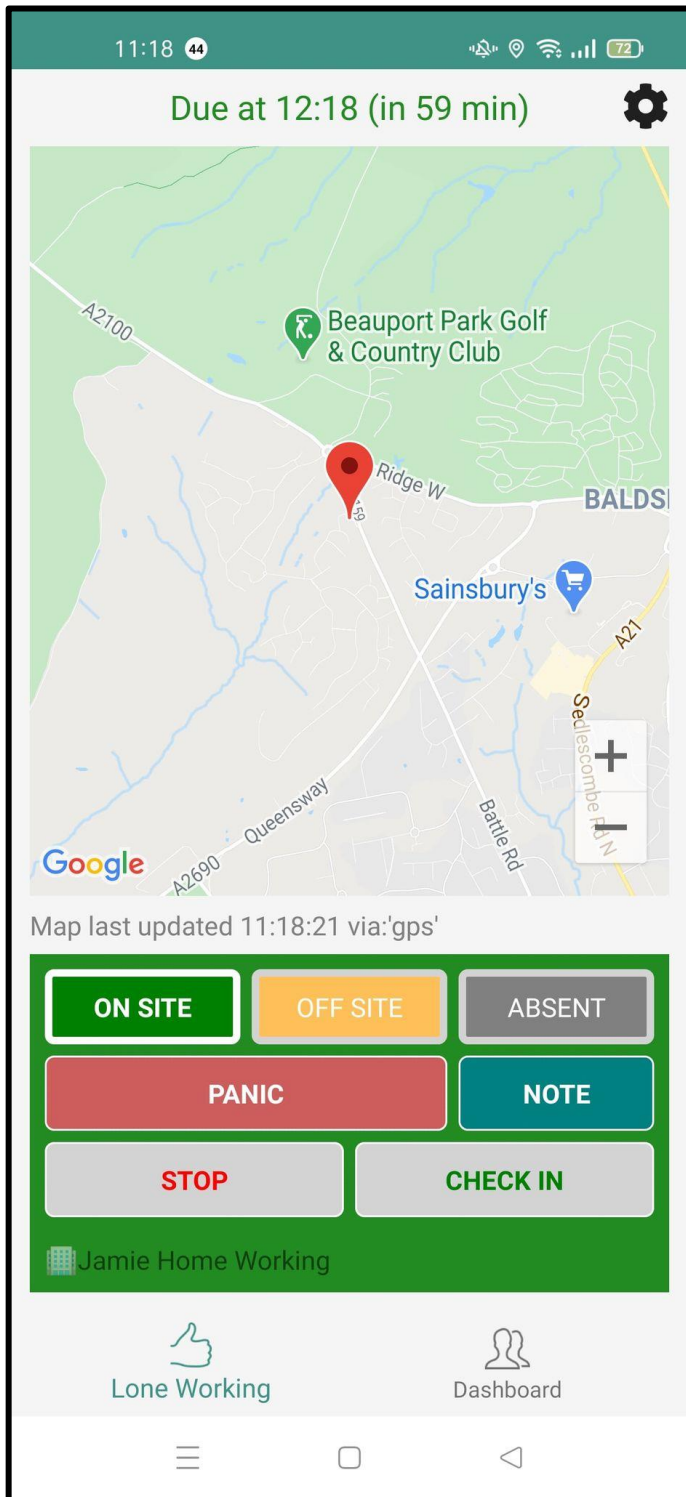 11:18 44
72
Due at 12:18 (in 59 min)
A2100
Beauport Park Golf
& Country Club
Ridge W
159
BALDS
Sainsbury's
A21
Sedlescombe Rd N
Queensway
Battle Rd
A2690
Google
+
−
Map last updated 11:18:21 via:'gps'
ON SITE
OFF SITE
ABSENT
PANIC
NOTE
STOP
CHECK IN
Jamie Home Working
Lone Working
Dashboard